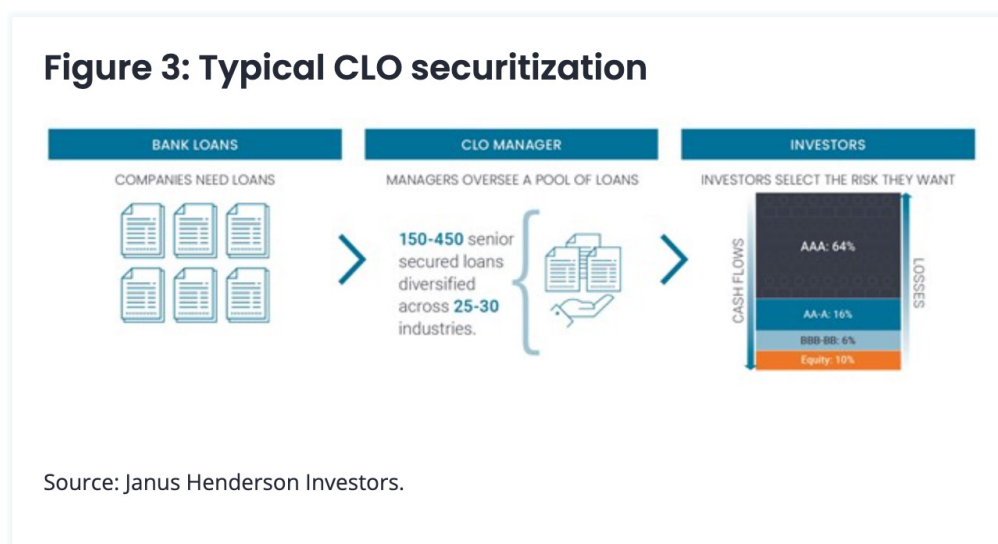 Figure 3: Typical CLO securitization
BANK LOANS
COMPANIES NEED LOANS
CLO MANAGER
MANAGERS OVERSEE A POOL OF LOANS
150-450 senior
secured loans
diversified
across 25-30
industries.
INVESTORS
INVESTORS SELECT THE RISK THEY WANT
CASH FLOWS
AAA: 64%
AA-A: 16%
BBB-BB: 6%
Equity: 10%
LOSSES
Source: Janus Henderson Investors.